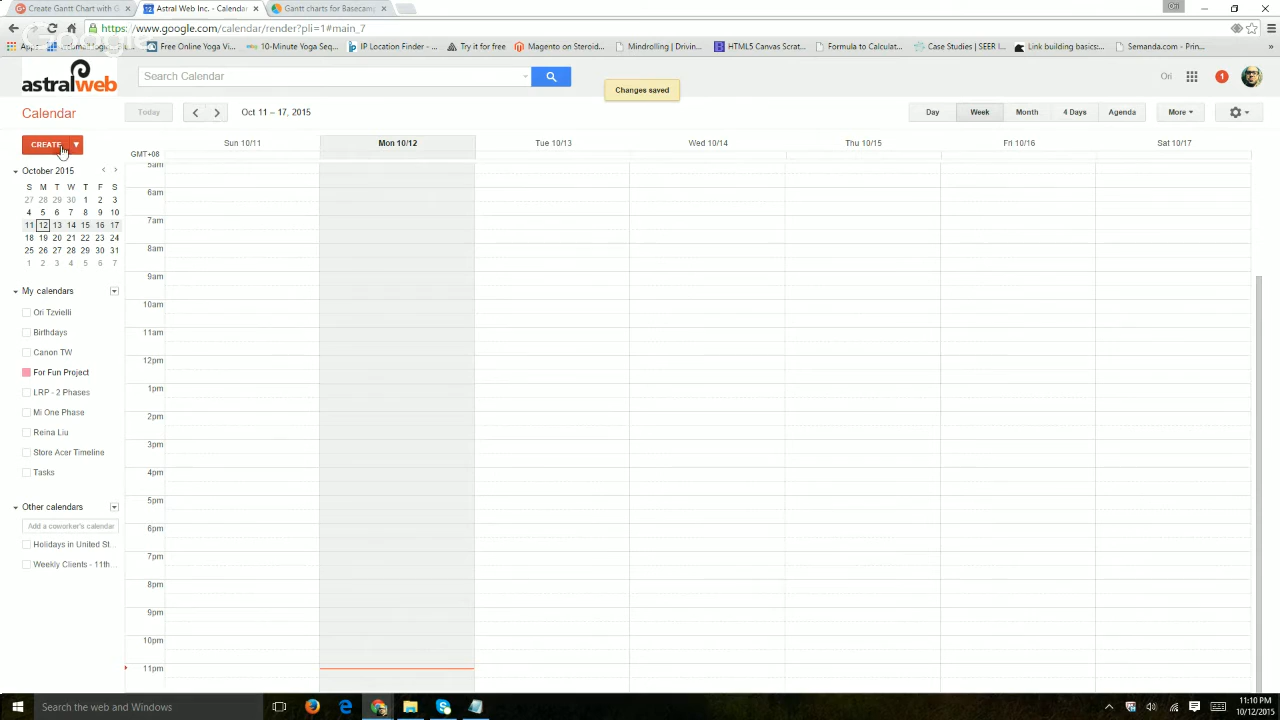 Create Gantt Chart with G
Astral Web Inc. - Calendar
Gantt charts for Basecamp
https://www.google.com/calendar/render?pli=1#main_7
Apps
Free Online Yoga Vi...
10-Minute Yoga Seq...
IP Location Finder - ...
Try it for free
Magento on Steroid...
Mindrolling | Drivin...
HTML5 Canvas Scrat...
Formula to Calculat...
Case Studies | SEER I...
Link building basics:...
Semanda.com - Prin...
Google
astralweb
Search Calendar
Changes saved
Ori
1
Calendar
Today
Oct 11 – 17, 2015
Day
Week
Month
4 Days
Agenda
More
CREATE
October 2015
S M T W T F S
27 28 29 30 1 2 3
4 5 6 7 8 9 10
11 12 13 14 15 16 17
18 19 20 21 22 23 24
25 26 27 28 29 30 31
1 2 3 4 5 6 7
My calendars
Ori Tzvielli
Birthdays
Canon TW
For Fun Project
LRP - 2 Phases
Mi One Phase
Reina Liu
Store Acer Timeline
Tasks
Other calendars
Add a coworker's calendar
Holidays in United St...
Weekly Clients - 11th...
Sun 10/11
Mon 10/12
Tue 10/13
Wed 10/14
Thu 10/15
Fri 10/16
Sat 10/17
GMT+08
5am
6am
7am
8am
9am
10am
11am
12pm
1pm
2pm
3pm
4pm
5pm
6pm
7pm
8pm
9pm
10pm
11pm
Search the web and Windows
11:10 PM
10/12/2015